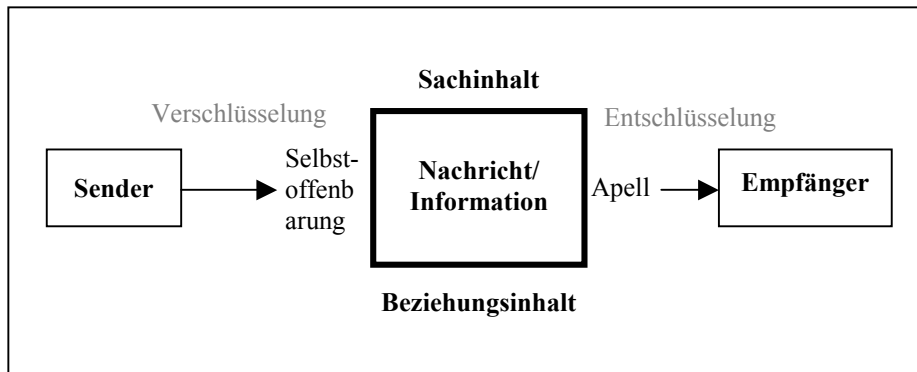 Sachinhalt
Verschlüsselung
Entschlüsselung
Sender
Selbst-
offenb
arung
Nachricht/
Information
Apell
Empfänger
Beziehungsinhalt